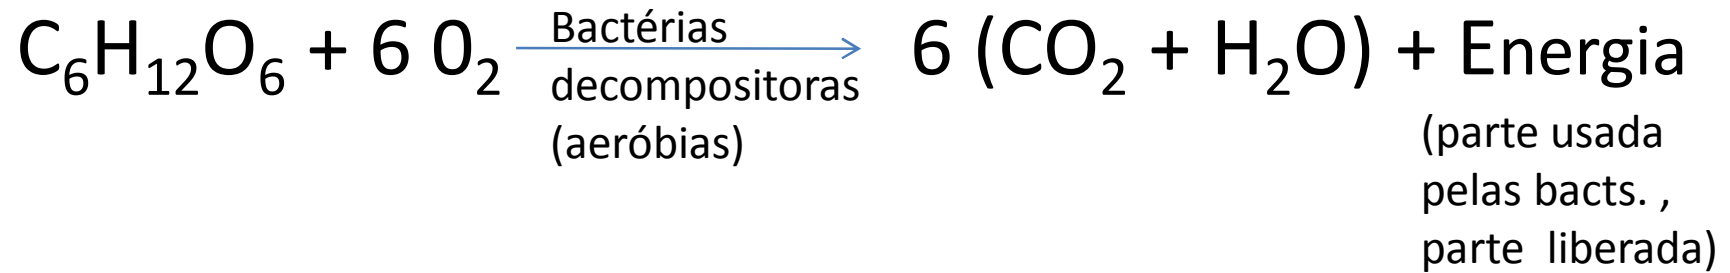 C₆H₁₂O₆ + 6 0₂ Bactérias decompositoras (aeróbias) 6 (CO₂ + H₂O) + Energia
(parte usada
pelas bacts. ,
parte liberada)